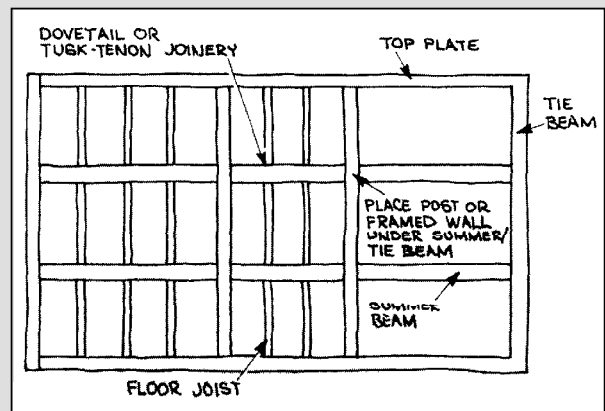 DOVETAIL OR
TUSK-TENON JOINERY
TOP PLATE
TIE
BEAM
PLACE POST OR
FRAMED WALL
UNDER SUMMER/
TIE BEAM
SUMMER
BEAM
FLOOR JOIST